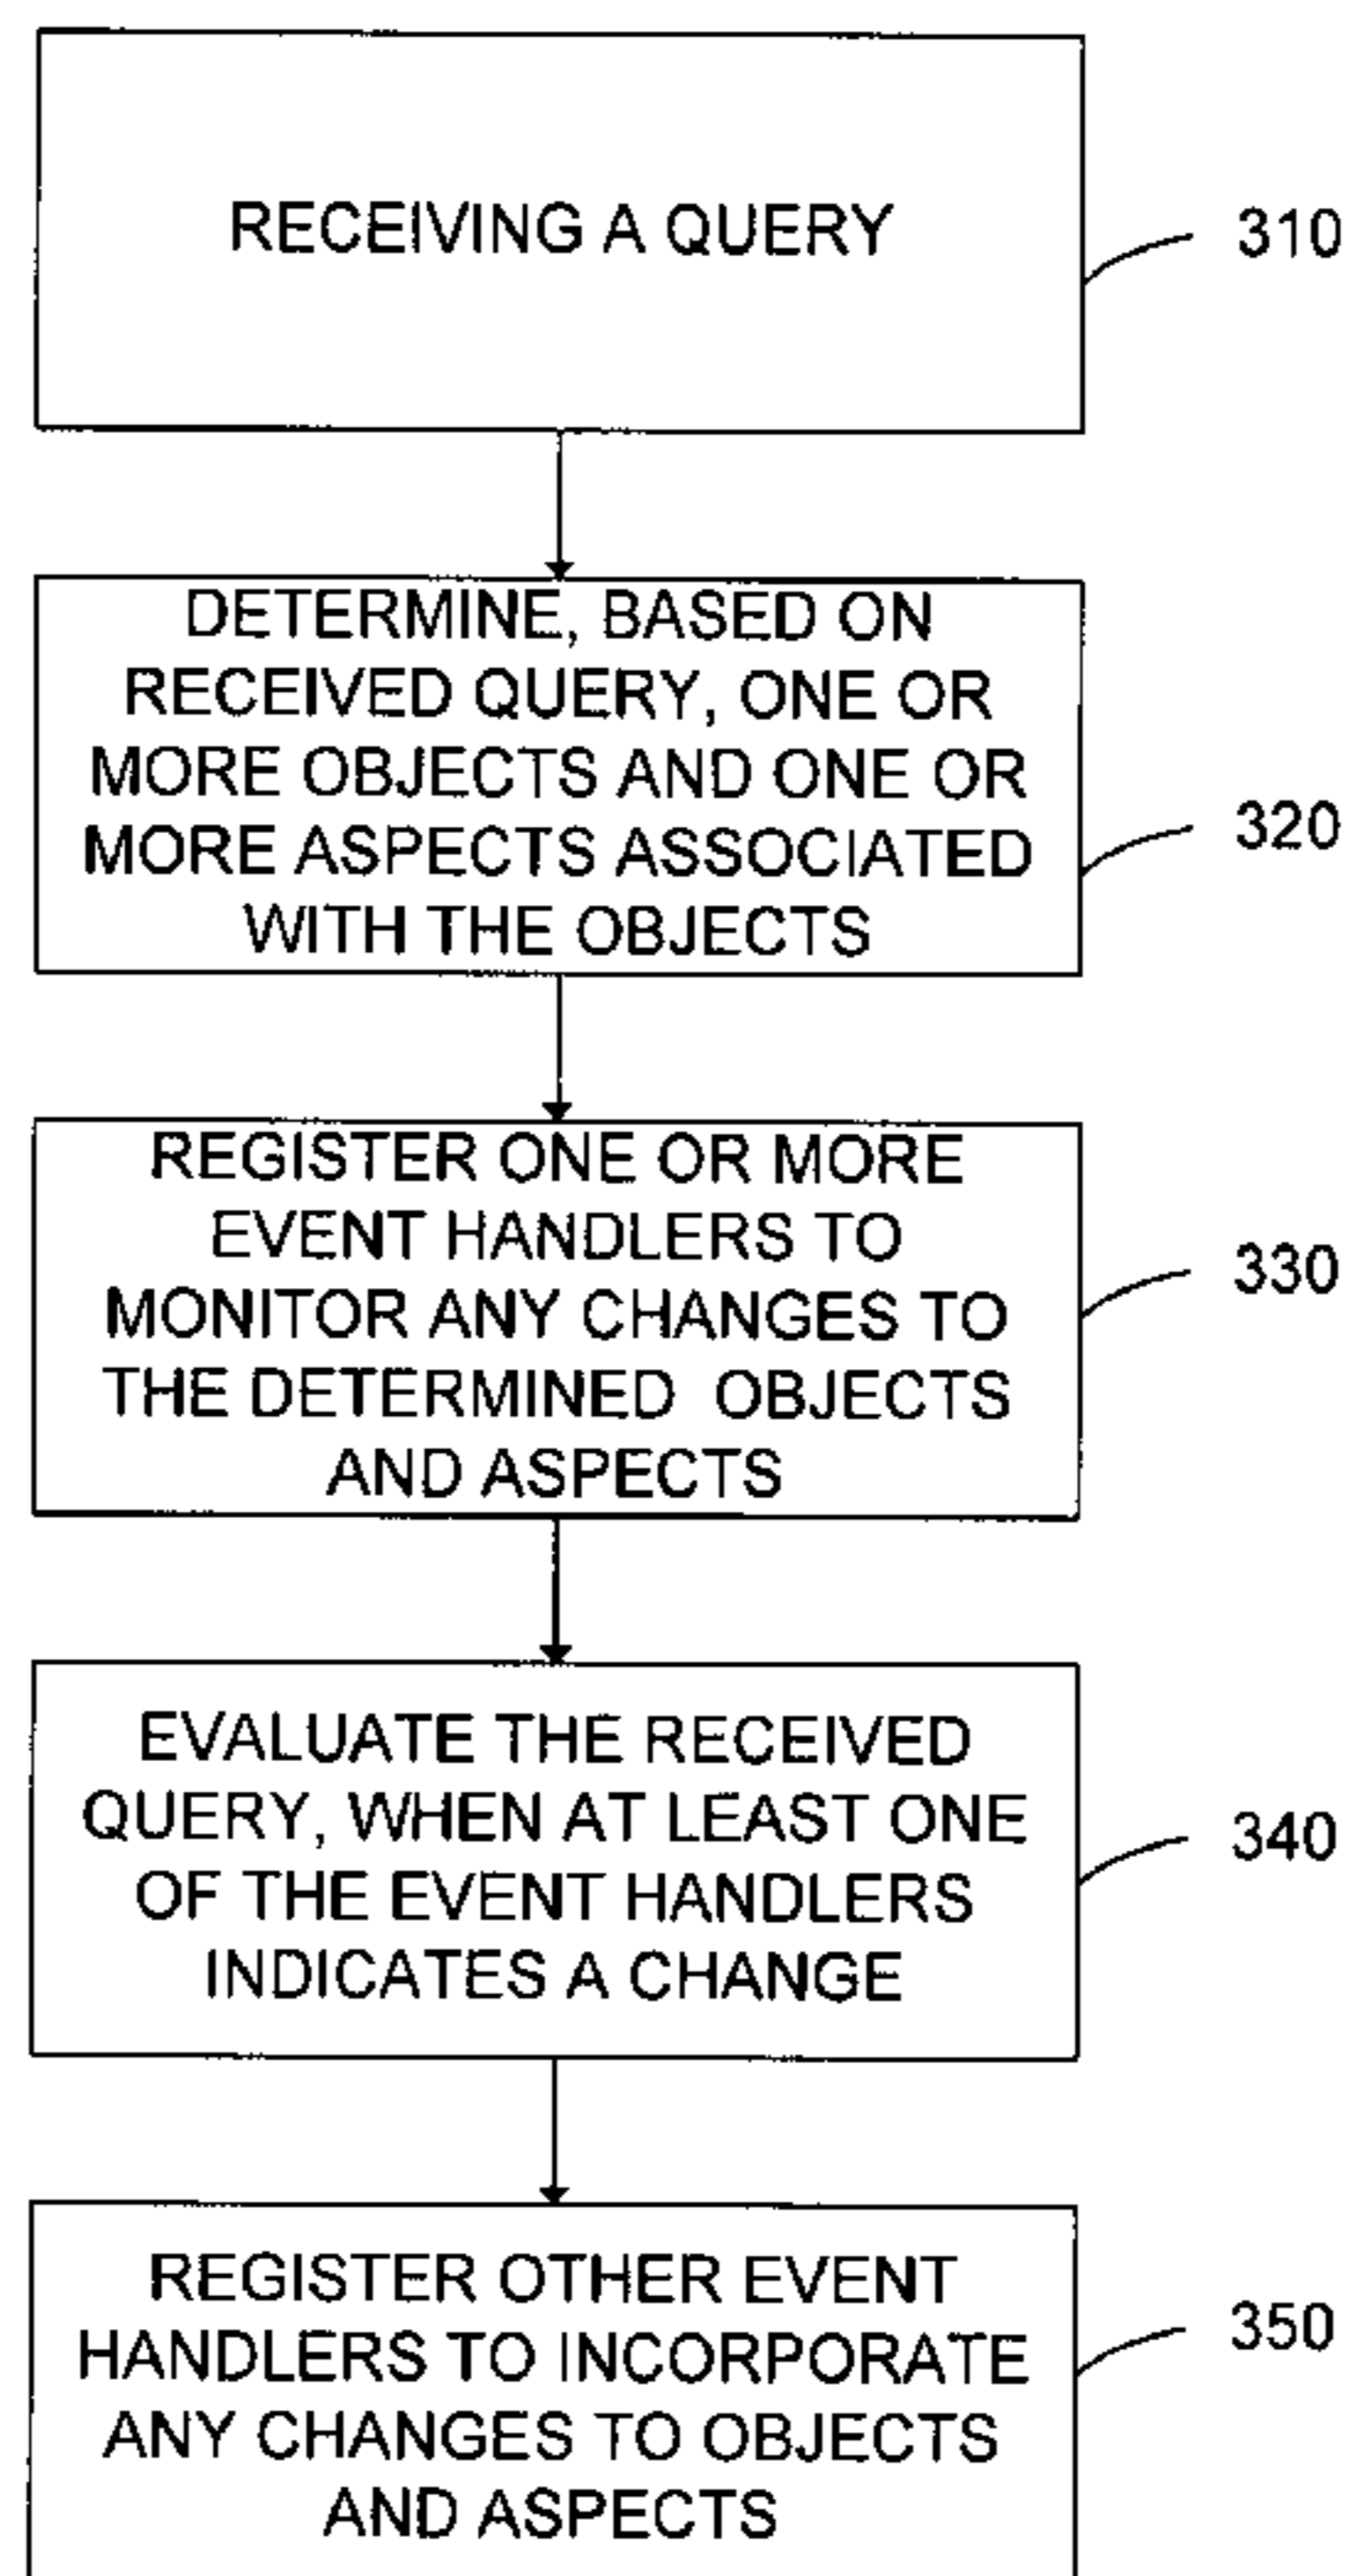 RECEIVING A QUERY
310
DETERMINE, BASED ON
RECEIVED QUERY, ONE OR
MORE OBJECTS AND ONE OR
MORE ASPECTS ASSOCIATED
WITH THE OBJECTS
320
REGISTER ONE OR MORE
EVENT HANDLERS TO
MONITOR ANY CHANGES TO
THE DETERMINED OBJECTS
AND ASPECTS
330
EVALUATE THE RECEIVED
QUERY, WHEN AT LEAST ONE
OF THE EVENT HANDLERS
INDICATES A CHANGE
340
REGISTER OTHER EVENT
HANDLERS TO INCORPORATE
ANY CHANGES TO OBJECTS
AND ASPECTS
350